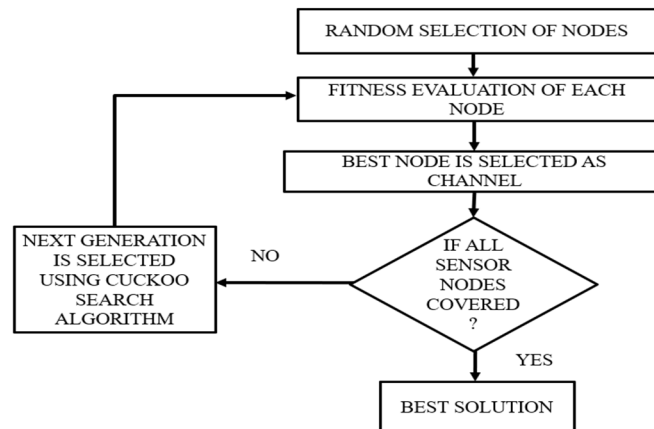 RANDOM SELECTION OF NODES
FITNESS EVALUATION OF EACH
NODE
BEST NODE IS SELECTED AS
CHANNEL
IF ALL
SENSOR
NODES
COVERED
?
NO
NEXT GENERATION
IS SELECTED
USING CUCKOO
SEARCH
ALGORITHM
YES
BEST SOLUTION